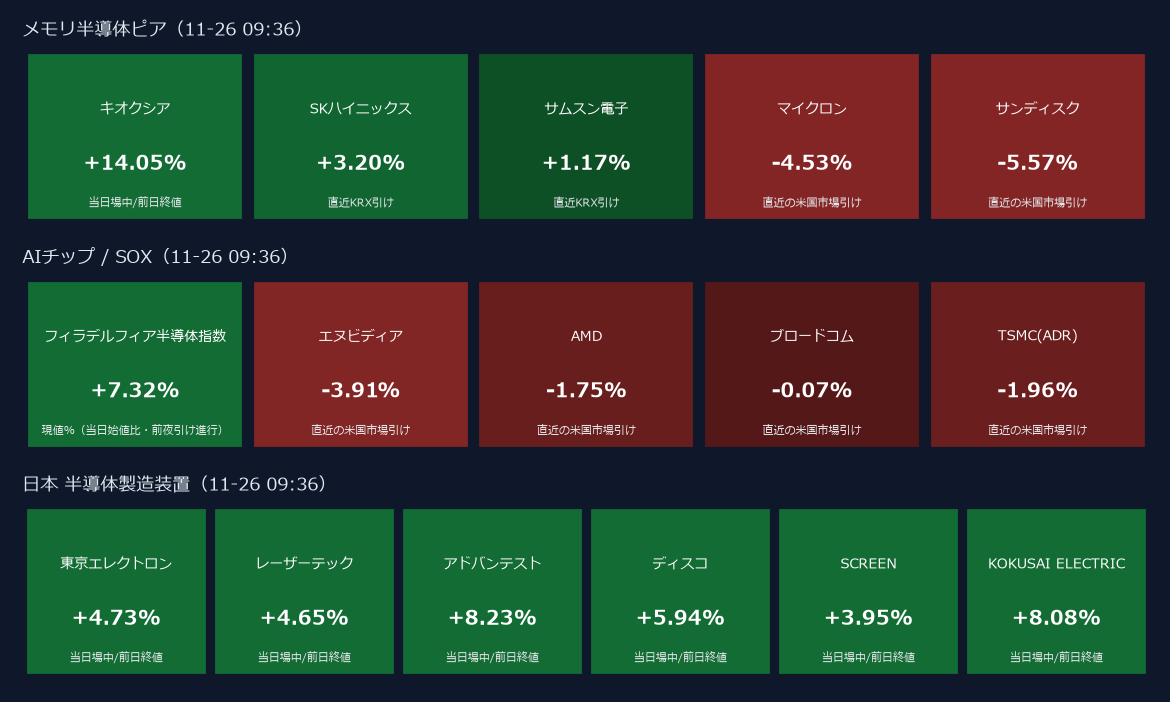 メモリ半導体ピア（11-26 09:36）
キオクシア
+14.05%
当日場中/前日終値
SKハイニックス
+3.20%
直近KRX引け
サムスン電子
+1.17%
直近KRX引け
マイクロン
-4.53%
直近の米国市場引け
サンディスク
-5.57%
直近の米国市場引け
AIチップ / SOX（11-26 09:36）
フィラデルフィア半導体指数
+7.32%
現値%（当日始値比・前夜引け進行）
エヌビディア
-3.91%
直近の米国市場引け
AMD
-1.75%
直近の米国市場引け
ブロードコム
-0.07%
直近の米国市場引け
TSMC(ADR)
-1.96%
直近の米国市場引け
日本 半導体製造装置（11-26 09:36）
東京エレクトロン
+4.73%
当日場中/前日終値
レーザーテック
+4.65%
当日場中/前日終値
アドバンテスト
+8.23%
当日場中/前日終値
ディスコ
+5.94%
当日場中/前日終値
SCREEN
+3.95%
当日場中/前日終値
KOKUSAI ELECTRIC
+8.08%
当日場中/前日終値